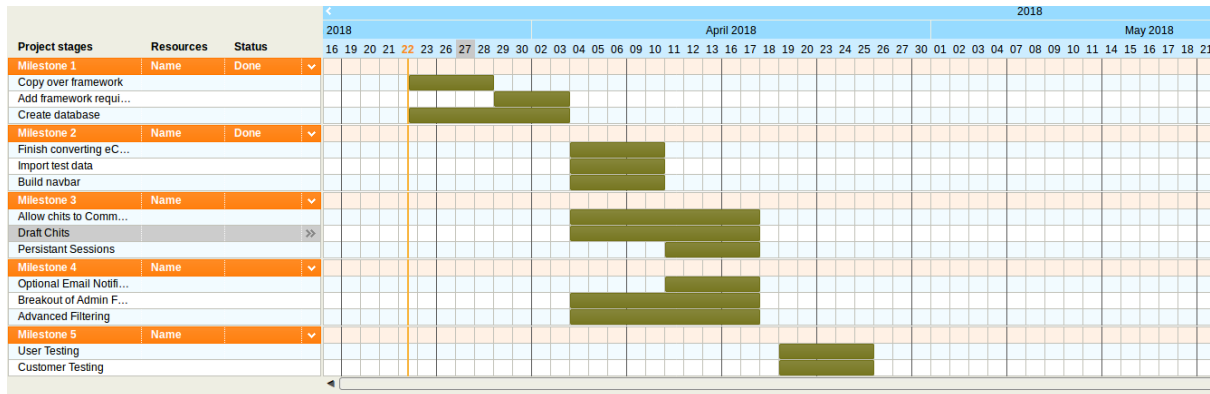 2018
2018 April 2018 May 2018
Project stages Resources Status 16 19 20 21 22 23 26 27 28 29 30 02 03 04 05 06 09 10 11 12 13 16 17 18 19 20 23 24 25 26 27 30 01 02 03 04 07 08 09 10 11 14 15 16 17 18 21
Milestone 1 Name Done
Copy over framework
Add framework requi...
Create database
Milestone 2 Name Done
Finish converting eC...
Import test data
Build navbar
Milestone 3 Name
Allow chits to Comm...
Draft Chits
Persistant Sessions
Milestone 4 Name
Optional Email Notifi...
Breakout of Admin F...
Advanced Filtering
Milestone 5 Name
User Testing
Customer Testing